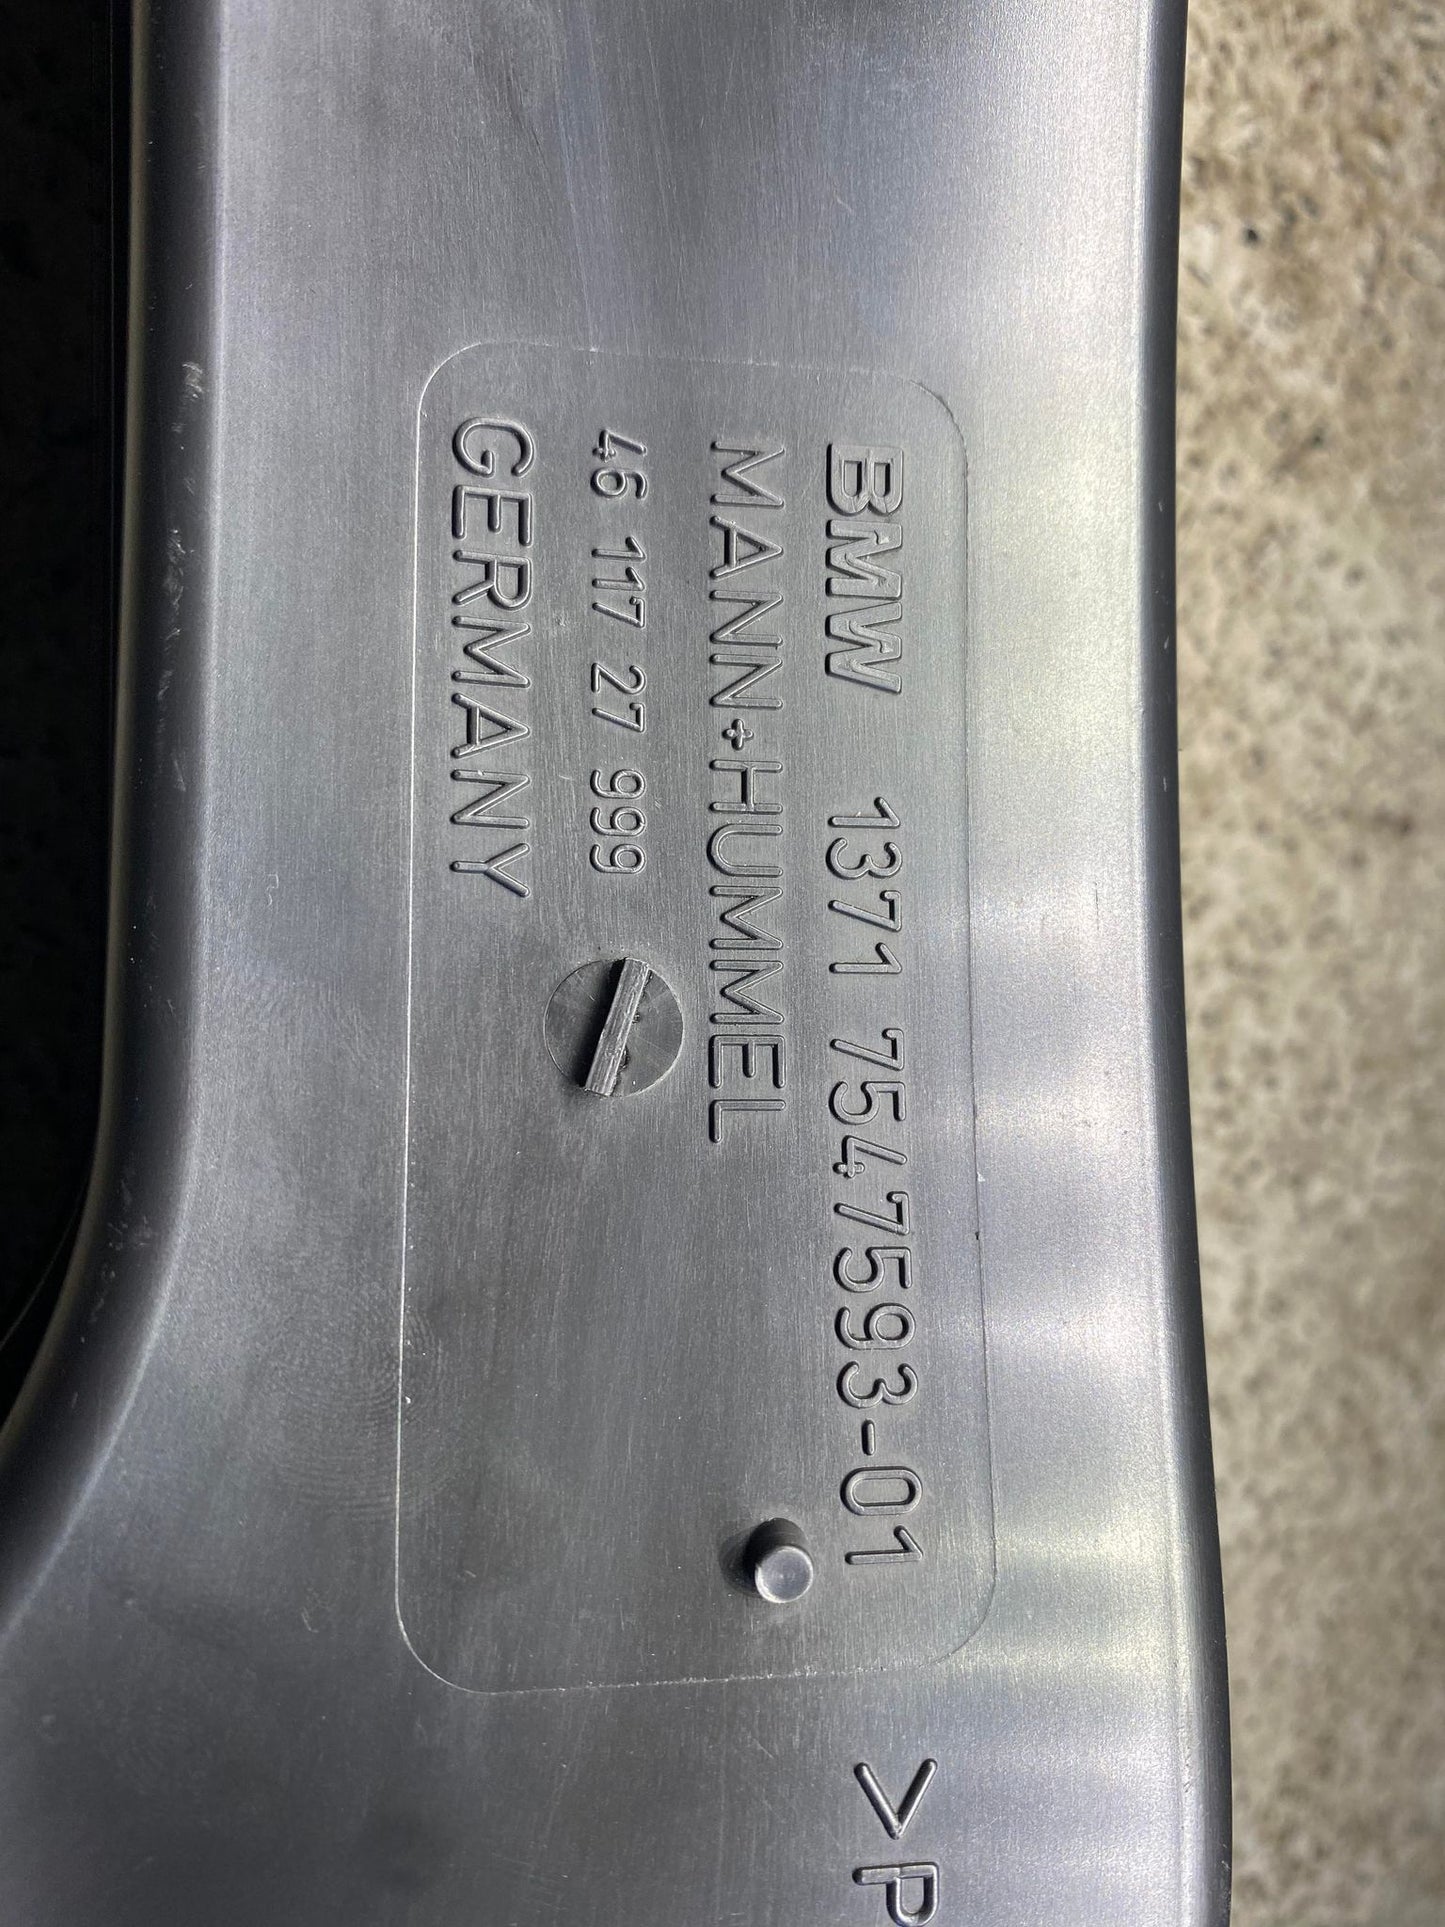 BMW 1371 7547593-01
MANN+HUMMEL
46 117 27 999
GERMANY
>P